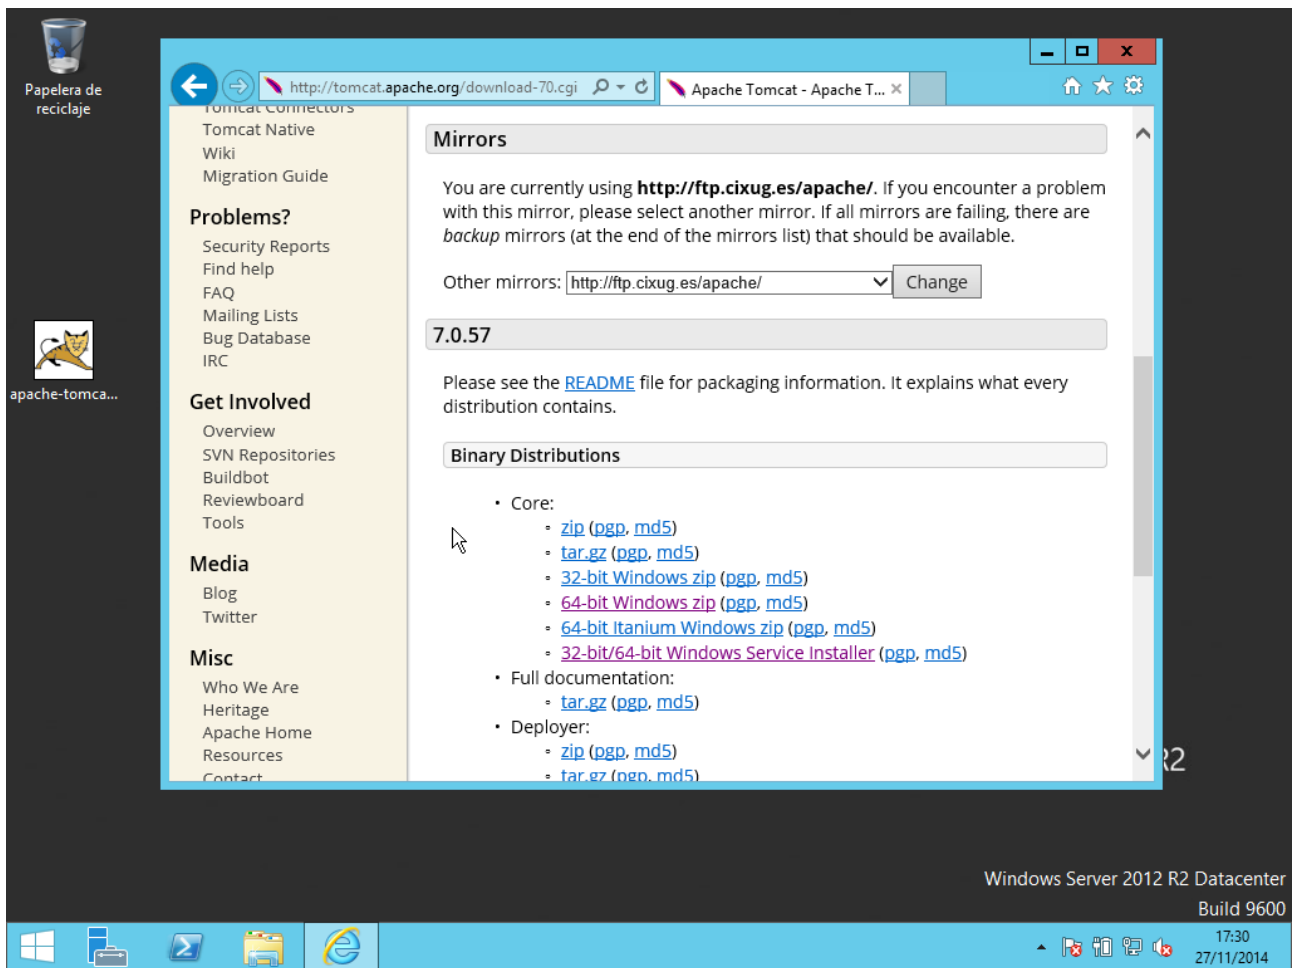 Papelera de
reciclaje
apache-tomca...
http://tomcat.apache.org/download-70.cgi
Apache Tomcat - Apache T...
Tomcat Connectors
Tomcat Native
Wiki
Migration Guide
Problems?
Security Reports
Find help
FAQ
Mailing Lists
Bug Database
IRC
Get Involved
Overview
SVN Repositories
Buildbot
Reviewboard
Tools
Media
Blog
Twitter
Misc
Who We Are
Heritage
Apache Home
Resources
Contact
Mirrors
You are currently using http://ftp.cixug.es/apache/. If you encounter a problem
with this mirror, please select another mirror. If all mirrors are failing, there are
backup mirrors (at the end of the mirrors list) that should be available.
Other mirrors: http://ftp.cixug.es/apache/ Change
7.0.57
Please see the README file for packaging information. It explains what every
distribution contains.
Binary Distributions
• Core:
◦ zip (pgp, md5)
◦ tar.gz (pgp, md5)
◦ 32-bit Windows zip (pgp, md5)
◦ 64-bit Windows zip (pgp, md5)
◦ 64-bit Itanium Windows zip (pgp, md5)
◦ 32-bit/64-bit Windows Service Installer (pgp, md5)
• Full documentation:
◦ tar.gz (pgp, md5)
• Deployer:
◦ zip (pgp, md5)
◦ tar.gz (pgp, md5)
R2
Windows Server 2012 R2 Datacenter
Build 9600
17:30
27/11/2014